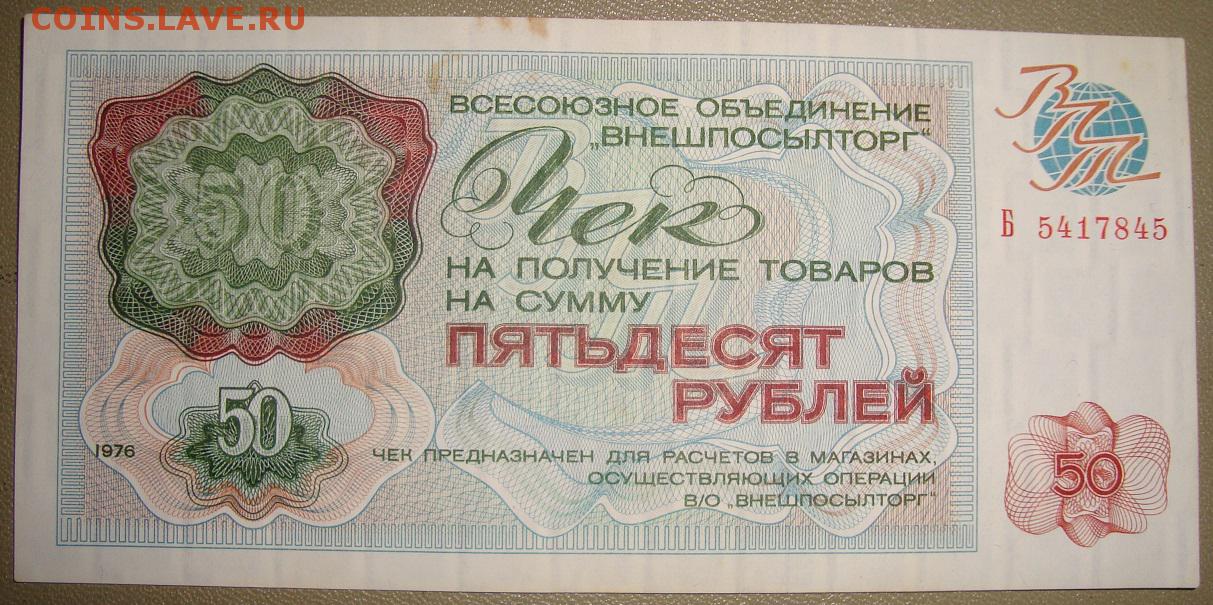 COINS.LAVE.RU
ВСЕСОЮЗНОЕ ОБЪЕДИНЕНИЕ
„ВНЕШПОСЫЛТОРГ“
Чек
НА ПОЛУЧЕНИЕ ТОВАРОВ
НА СУММУ
ПЯТЬДЕСЯТ
РУБЛЕЙ
ЧЕК ПРЕДНАЗНАЧЕН ДЛЯ РАСЧЕТОВ В МАГАЗИНАХ,
ОСУЩЕСТВЛЯЮЩИХ ОПЕРАЦИИ
В/О „ВНЕШПОСЫЛТОРГ“
50
50
1976
ВПТ
Б 5417845
50